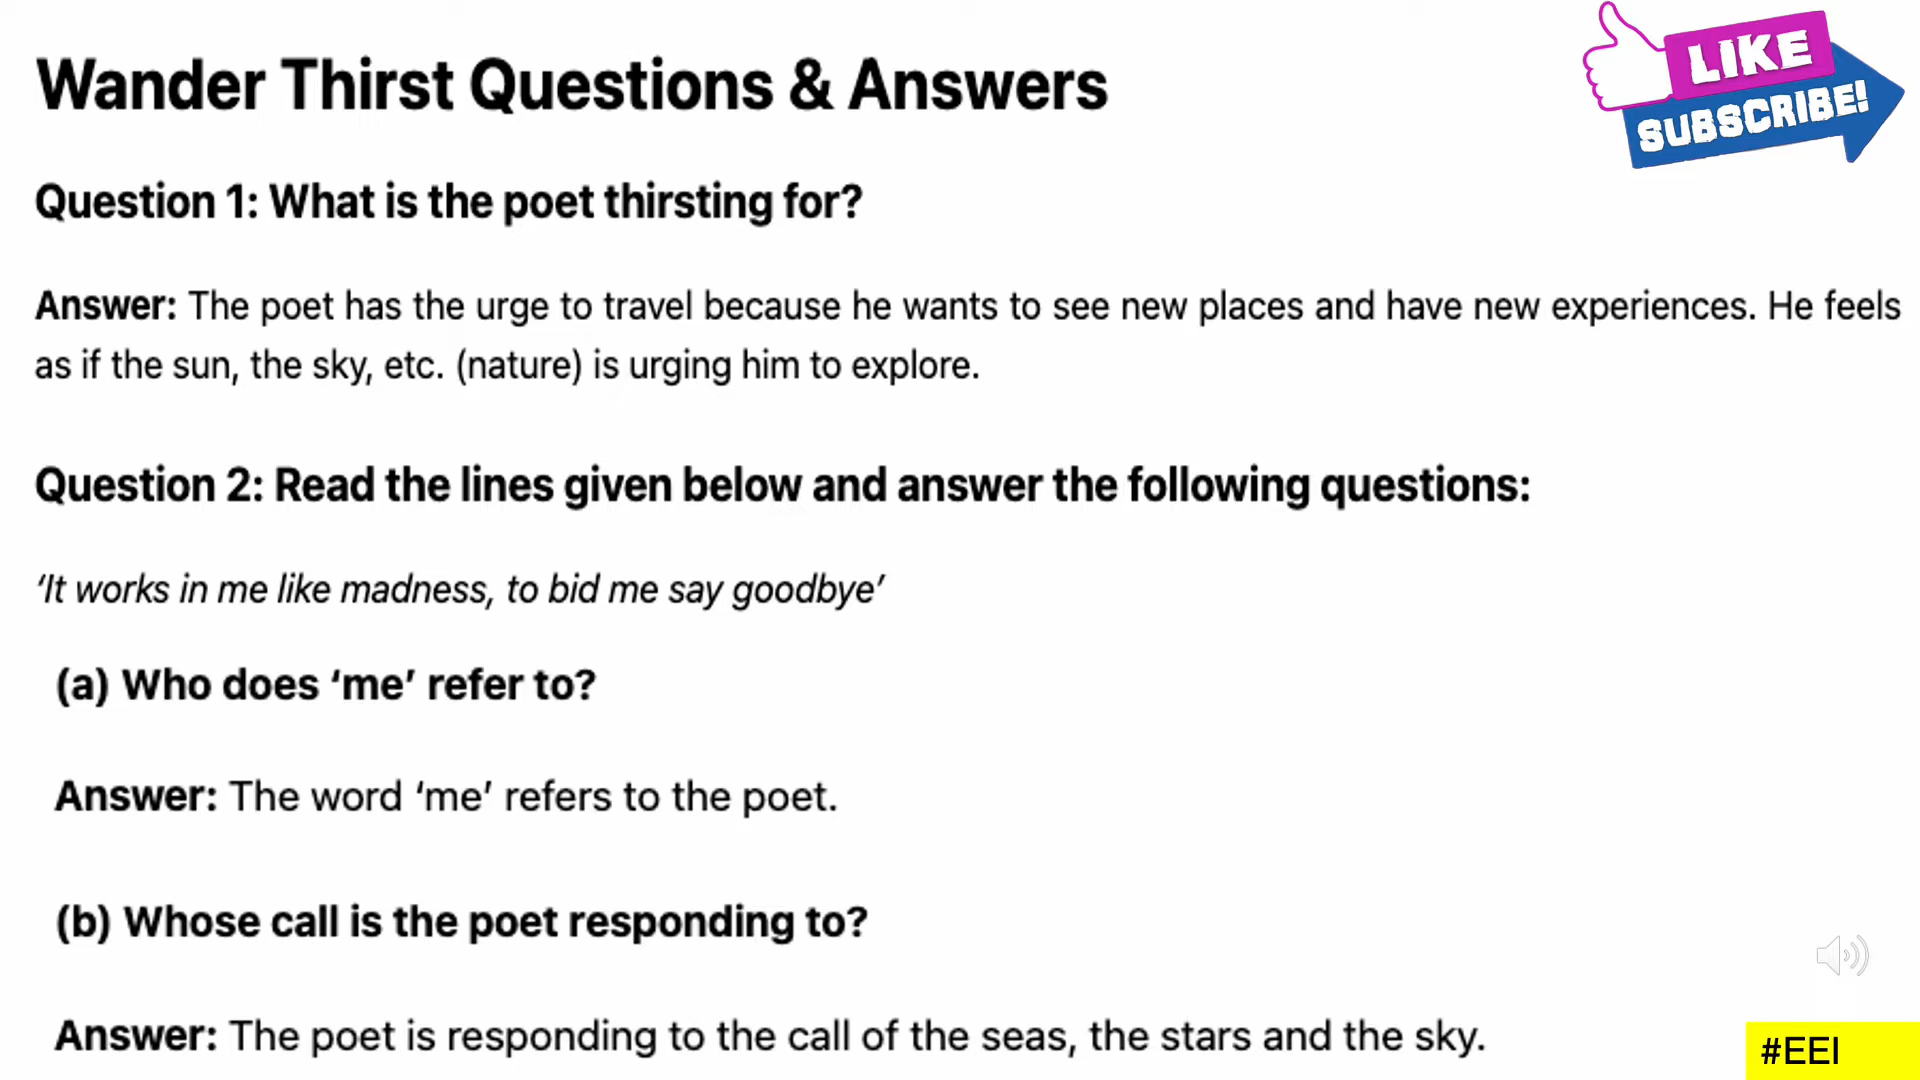 LIKE
SUBSCRIBE!
Wander Thirst Questions & Answers
Question 1: What is the poet thirsting for?
Answer: The poet has the urge to travel because he wants to see new places and have new experiences. He feels
as if the sun, the sky, etc. (nature) is urging him to explore.
Question 2: Read the lines given below and answer the following questions:
‘It works in me like madness, to bid me say goodbye’
(a) Who does ‘me’ refer to?
Answer: The word ‘me’ refers to the poet.
(b) Whose call is the poet responding to?
Answer: The poet is responding to the call of the seas, the stars and the sky.
#EEI